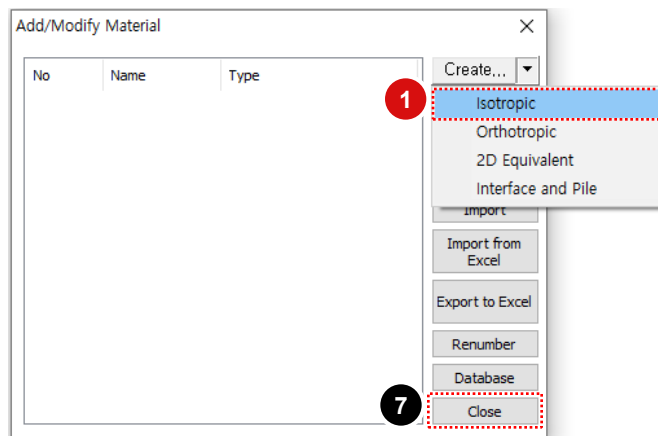 Add/Modify Material
No Name Type
Create,,,
1
Isotropic
Orthotropic
2D Equivalent
Interface and Pile
Import
Import from
Excel
Export to Excel
Renumber
Database
7
Close